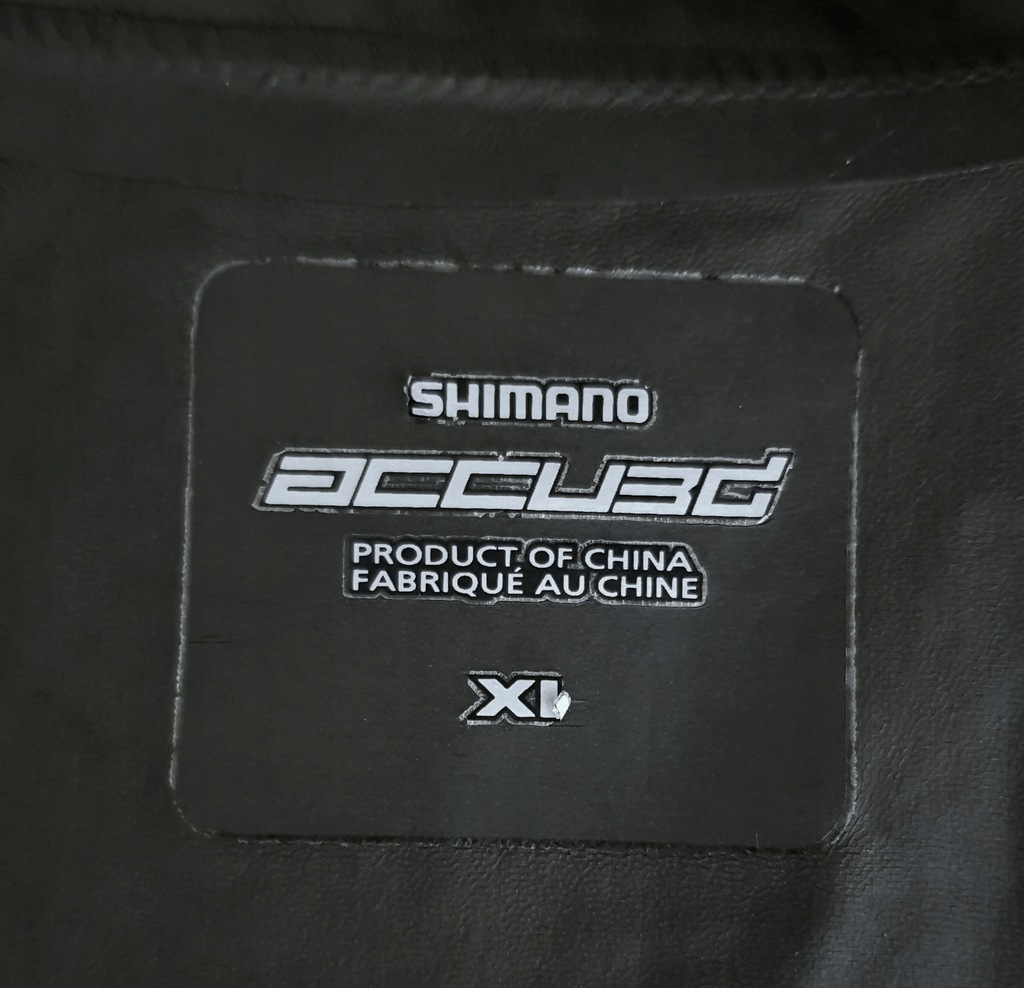 SHIMANO
ACCU3D
PRODUCT OF CHINA
FABRIQUÉ AU CHINE
XL